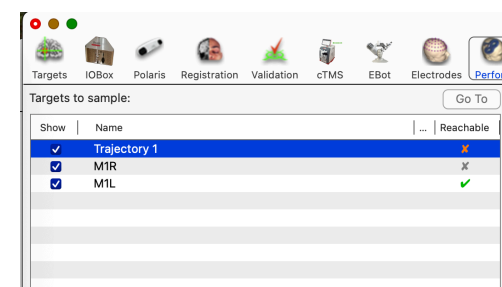 Targets IOBox Polaris Registration Validation cTMS EBot Electrodes Perfo
Targets to sample: Go To
Show Name ... Reachable
Trajectory 1 ✘
M1R ✘
M1L ✔